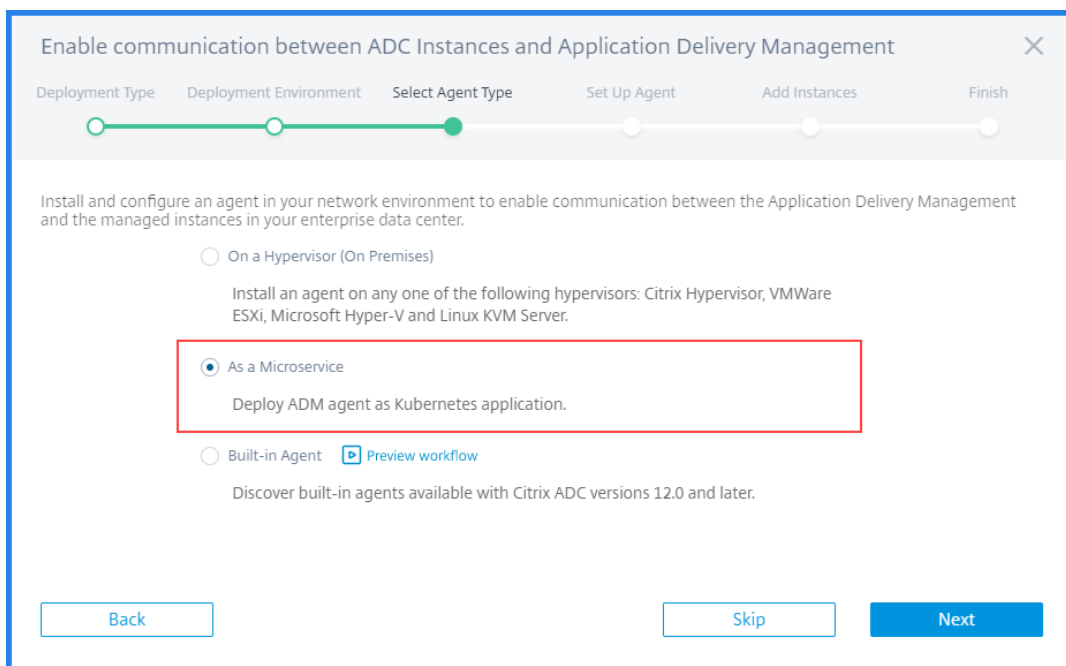 Enable communication between ADC Instances and Application Delivery Management
Deployment Type Deployment Environment Select Agent Type Set Up Agent Add Instances Finish
Install and configure an agent in your network environment to enable communication between the Application Delivery Management
and the managed instances in your enterprise data center.
On a Hypervisor (On Premises)
Install an agent on any one of the following hypervisors: Citrix Hypervisor, VMWare
ESXi, Microsoft Hyper-V and Linux KVM Server.
As a Microservice
Deploy ADM agent as Kubernetes application.
Built-in Agent Preview workflow
Discover built-in agents available with Citrix ADC versions 12.0 and later.
Back Skip Next